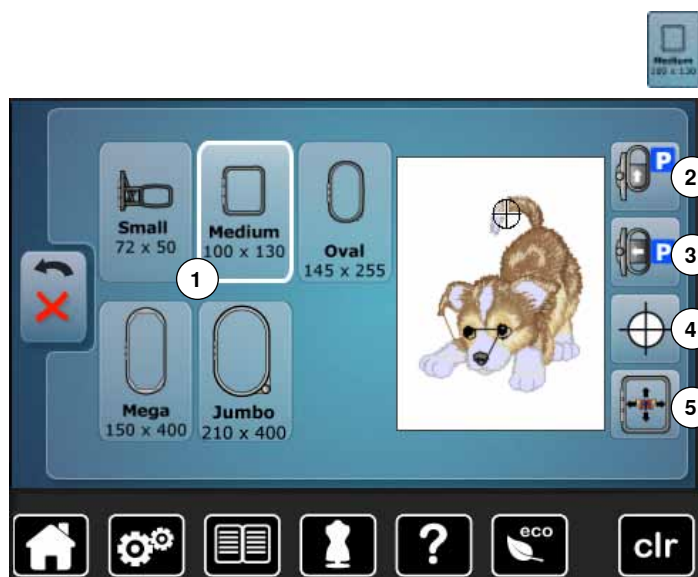 Medium
100 x 130
P
2
Small
72 x 50
Medium
100 x 130
Oval
145 x 255
1
P
3
4
Mega
150 x 400
Jumbo
210 x 400
5
?
eco
clr